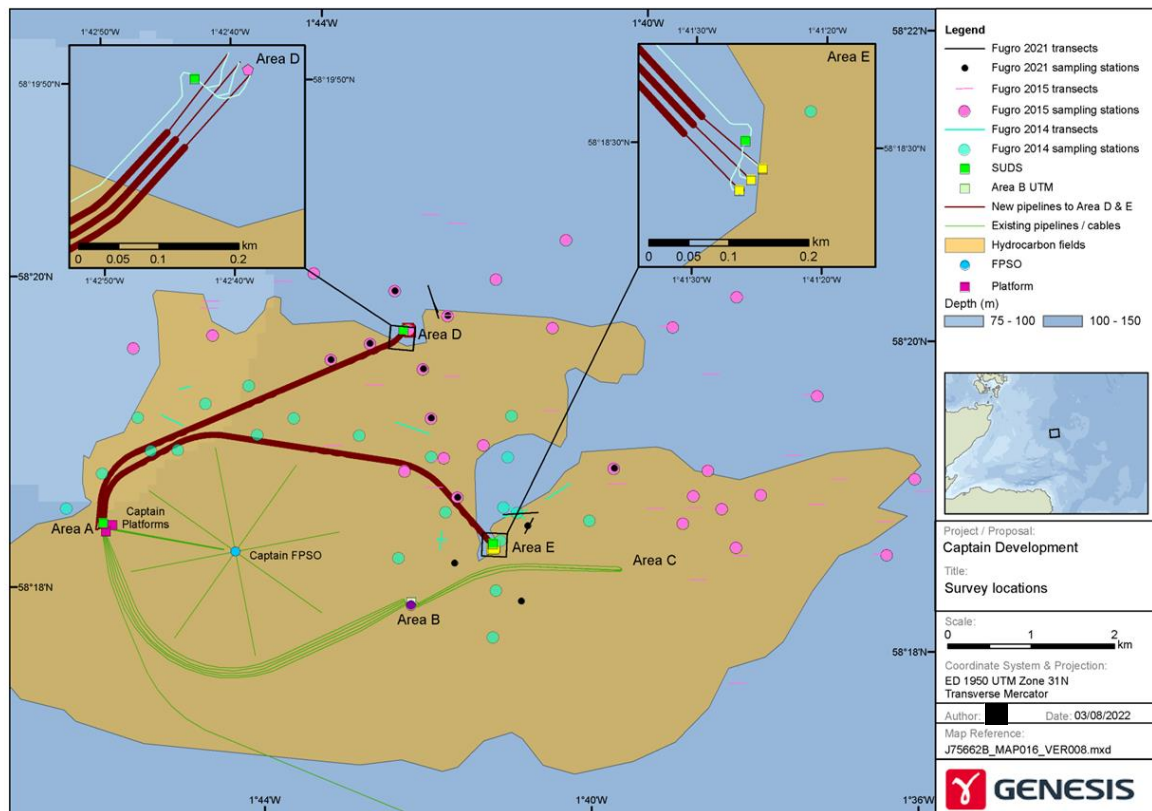 1°44'W
1°40'W
58°22'N
1°42'50"W
1°42'40"W
Area D
58°19'50"N
58°19'50"N
0
0.05
0.1
0.2
km
1°42'50"W
1°42'40"W
1°41'30"W
1°41'20"W
Area E
58°18'30"N
58°18'30"N
0
0.05
0.1
0.2
km
1°41'30"W
1°41'20"W
58°20'N
58°20'N
Area D
Area A
Captain
Platforms
Captain FPSO
Area E
Area C
Area B
58°18'N
58°18'N
1°44'W
1°40'W
1°36'W
Legend
Fugro 2021 transects
Fugro 2021 sampling stations
Fugro 2015 transects
Fugro 2015 sampling stations
Fugro 2014 transects
Fugro 2014 sampling stations
SUDS
Area B UTM
New pipelines to Area D & E
Existing pipelines / cables
Hydrocarbon fields
FPSO
Platform
Depth (m)
75 - 100
100 - 150
Project / Proposal:
Captain Development
Title:
Survey locations
Scale:
0
1
2
km
Coordinate System & Projection:
ED 1950 UTM Zone 31N
Transverse Mercator
Author:
Date: 03/08/2022
Map Reference:
J75662B_MAP016_VER008.mxd
GENESIS